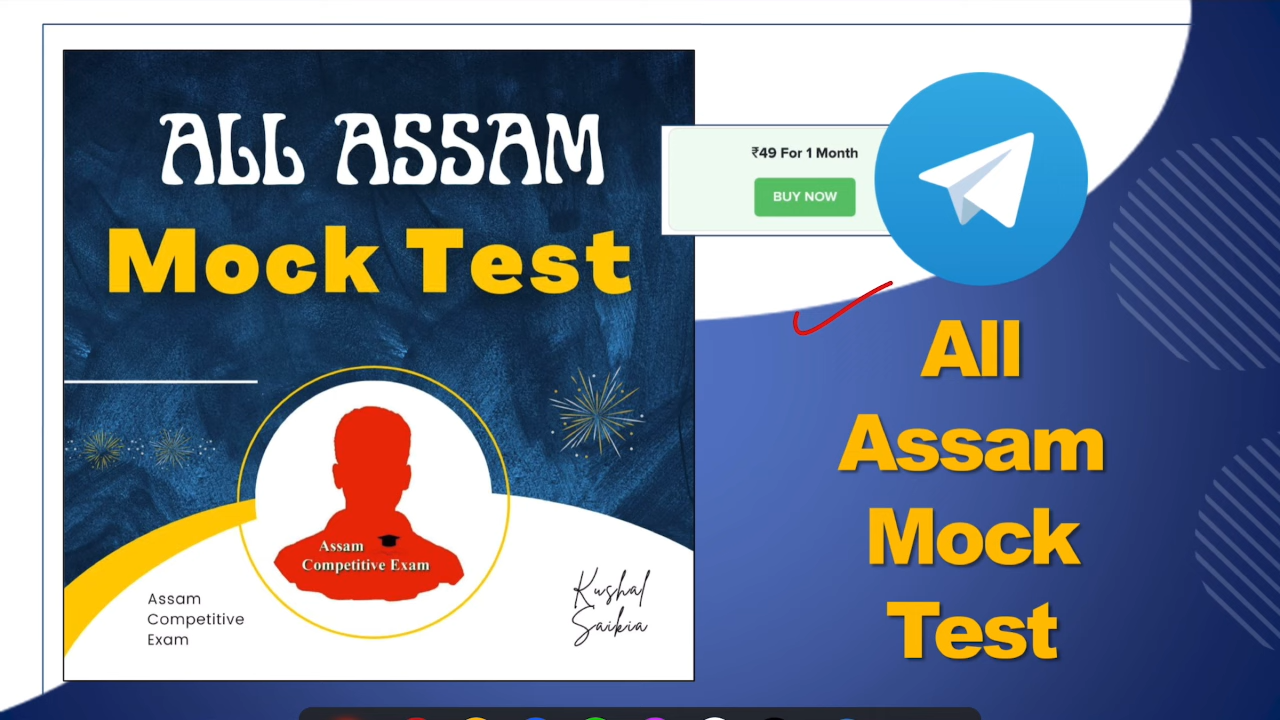 ALL ASSAM
Mock Test
Assam
Competitive Exam
Assam
Competitive
Exam
Kushal
Saikia
₹49 For 1 Month
BUY NOW
All
Assam
Mock
Test